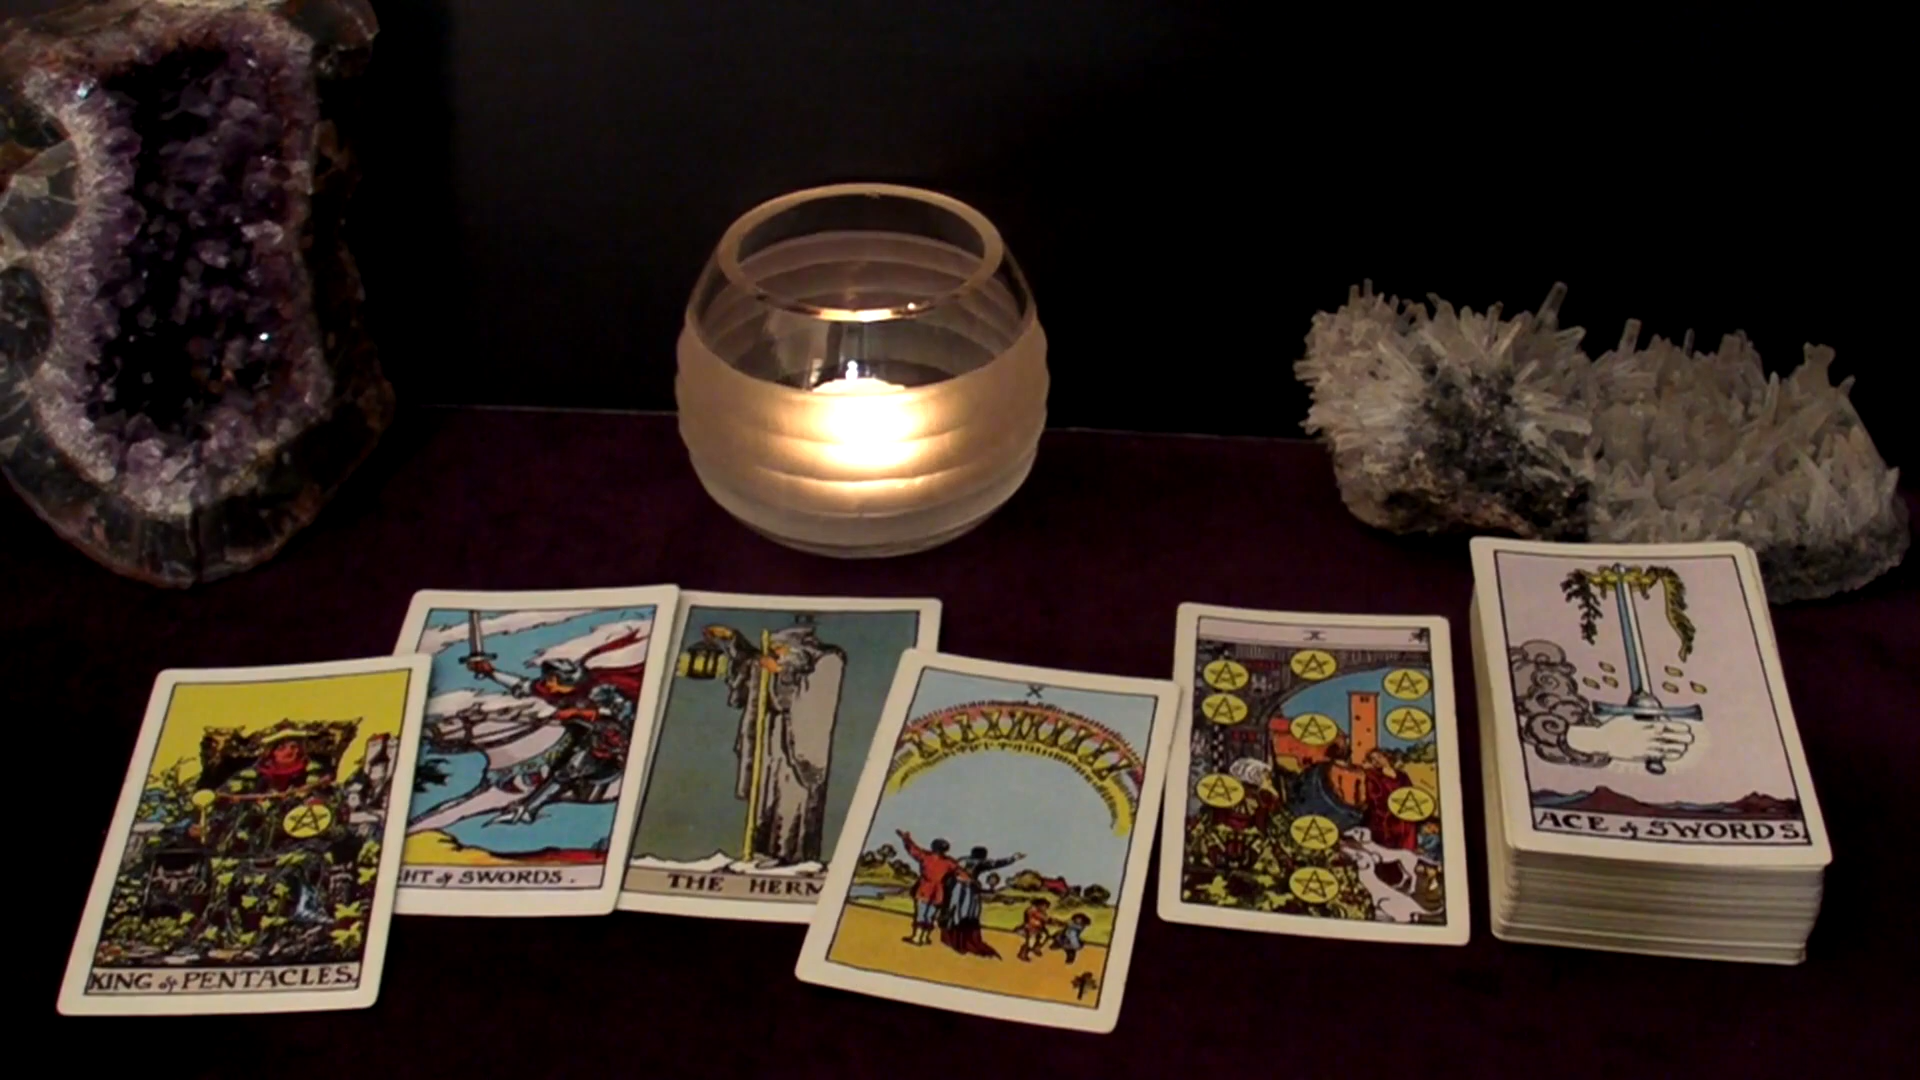 KING of PENTACLES.
HT of SWORDS.
THE HERM
X
X
ACE of SWORDS.